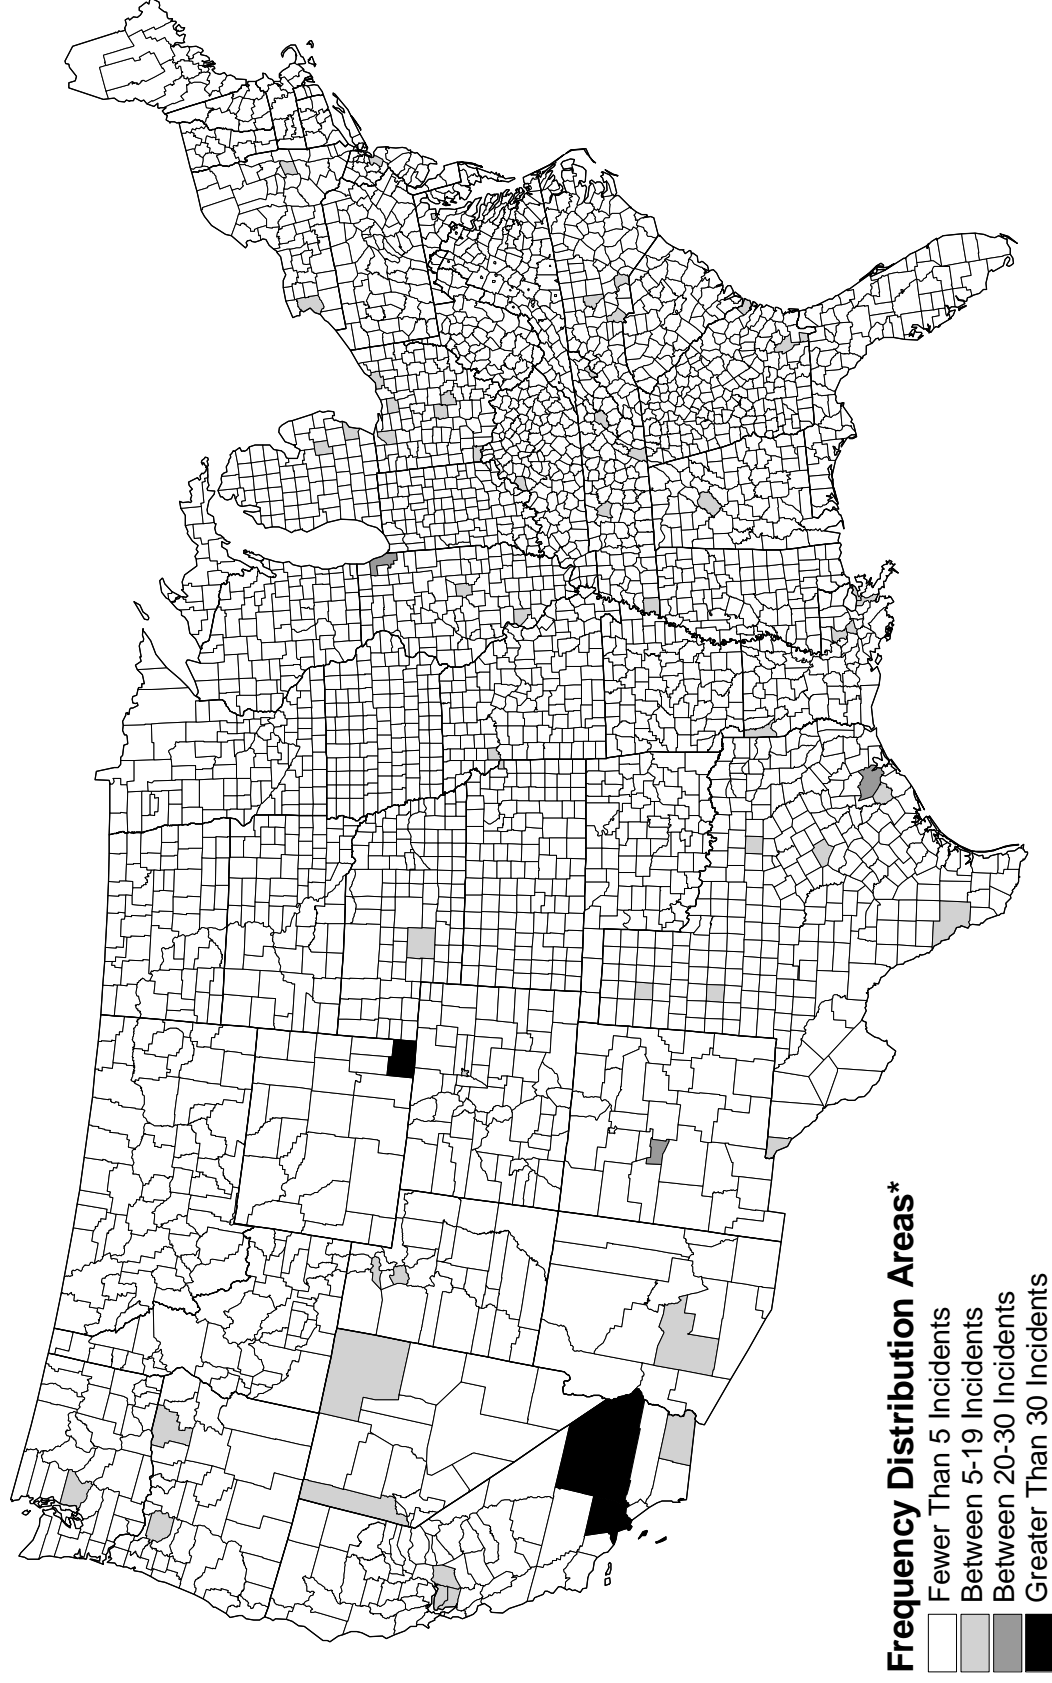 Frequency Distribution Areas*
Fewer Than 5 Incidents
Between 5-19 Incidents
Between 20-30 Incidents
Greater Than 30 Incidents